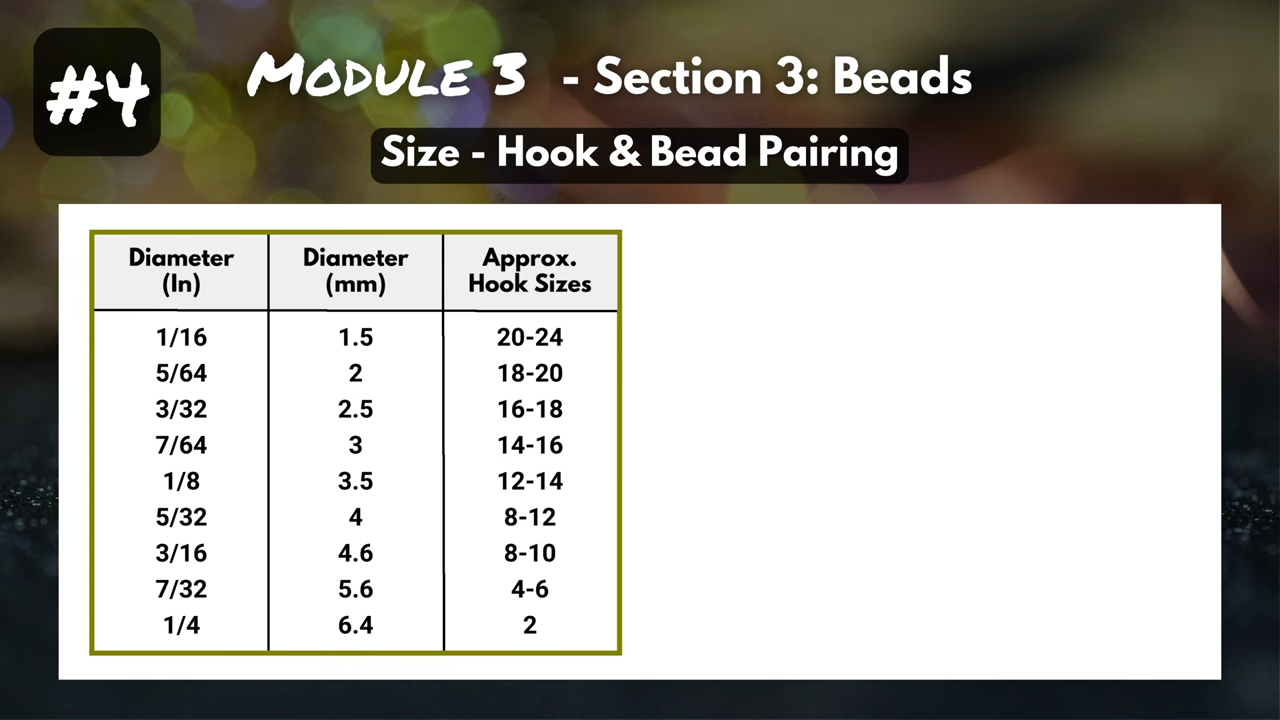 #4
Module 3 - Section 3: Beads
Size - Hook & Bead Pairing
Diameter (In) Diameter (mm) Approx. Hook Sizes
1/16 1.5 20-24
5/64 2 18-20
3/32 2.5 16-18
7/64 3 14-16
1/8 3.5 12-14
5/32 4 8-12
3/16 4.6 8-10
7/32 5.6 4-6
1/4 6.4 2